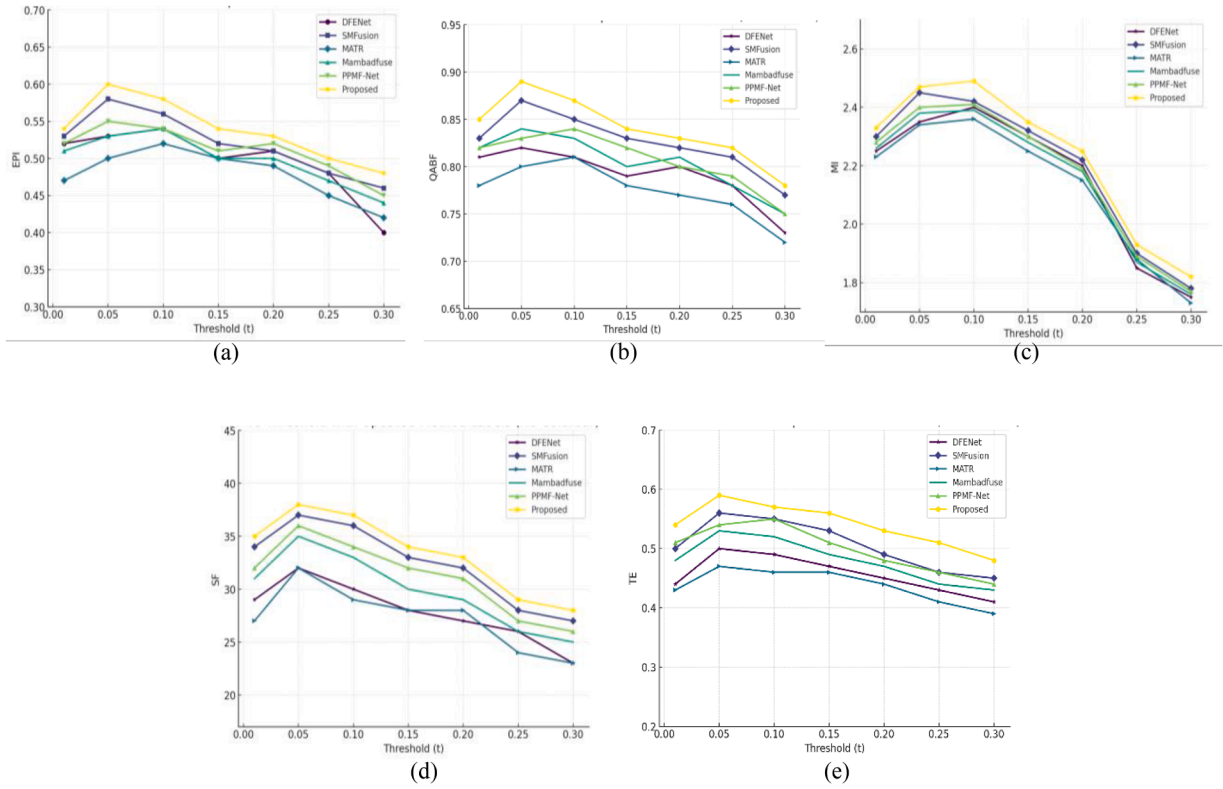 0.70
0.65
0.60
0.55
0.50
0.45
0.40
0.35
0.30
EPI
DFENet
SMFusion
MATR
Mambadfuse
PPMF-Net
Proposed
0.00 0.05 0.10 0.15 0.20 0.25 0.30
Threshold (t)
(a)
0.95
0.90
0.85
0.80
0.75
0.70
0.65
QABF
DFENet
SMFusion
MATR
Mambadfuse
PPMF-Net
Proposed
0.00 0.05 0.10 0.15 0.20 0.25 0.30
Threshold (t)
(b)
2.6
2.4
2.2
2.0
1.8
MI
DFENet
SMFusion
MATR
Mambadfuse
PPMF-Net
Proposed
0.00 0.05 0.10 0.15 0.20 0.25 0.30
Threshold (t)
(c)
45
40
35
30
25
20
SF
DFENet
SMFusion
MATR
Mambadfuse
PPMF-Net
Proposed
0.00 0.05 0.10 0.15 0.20 0.25 0.30
Threshold (t)
(d)
0.7
0.6
0.5
0.4
0.3
0.2
TE
DFENet
SMFusion
MATR
Mambadfuse
PPMF-Net
Proposed
0.00 0.05 0.10 0.15 0.20 0.25 0.30
Threshold (t)
(e)